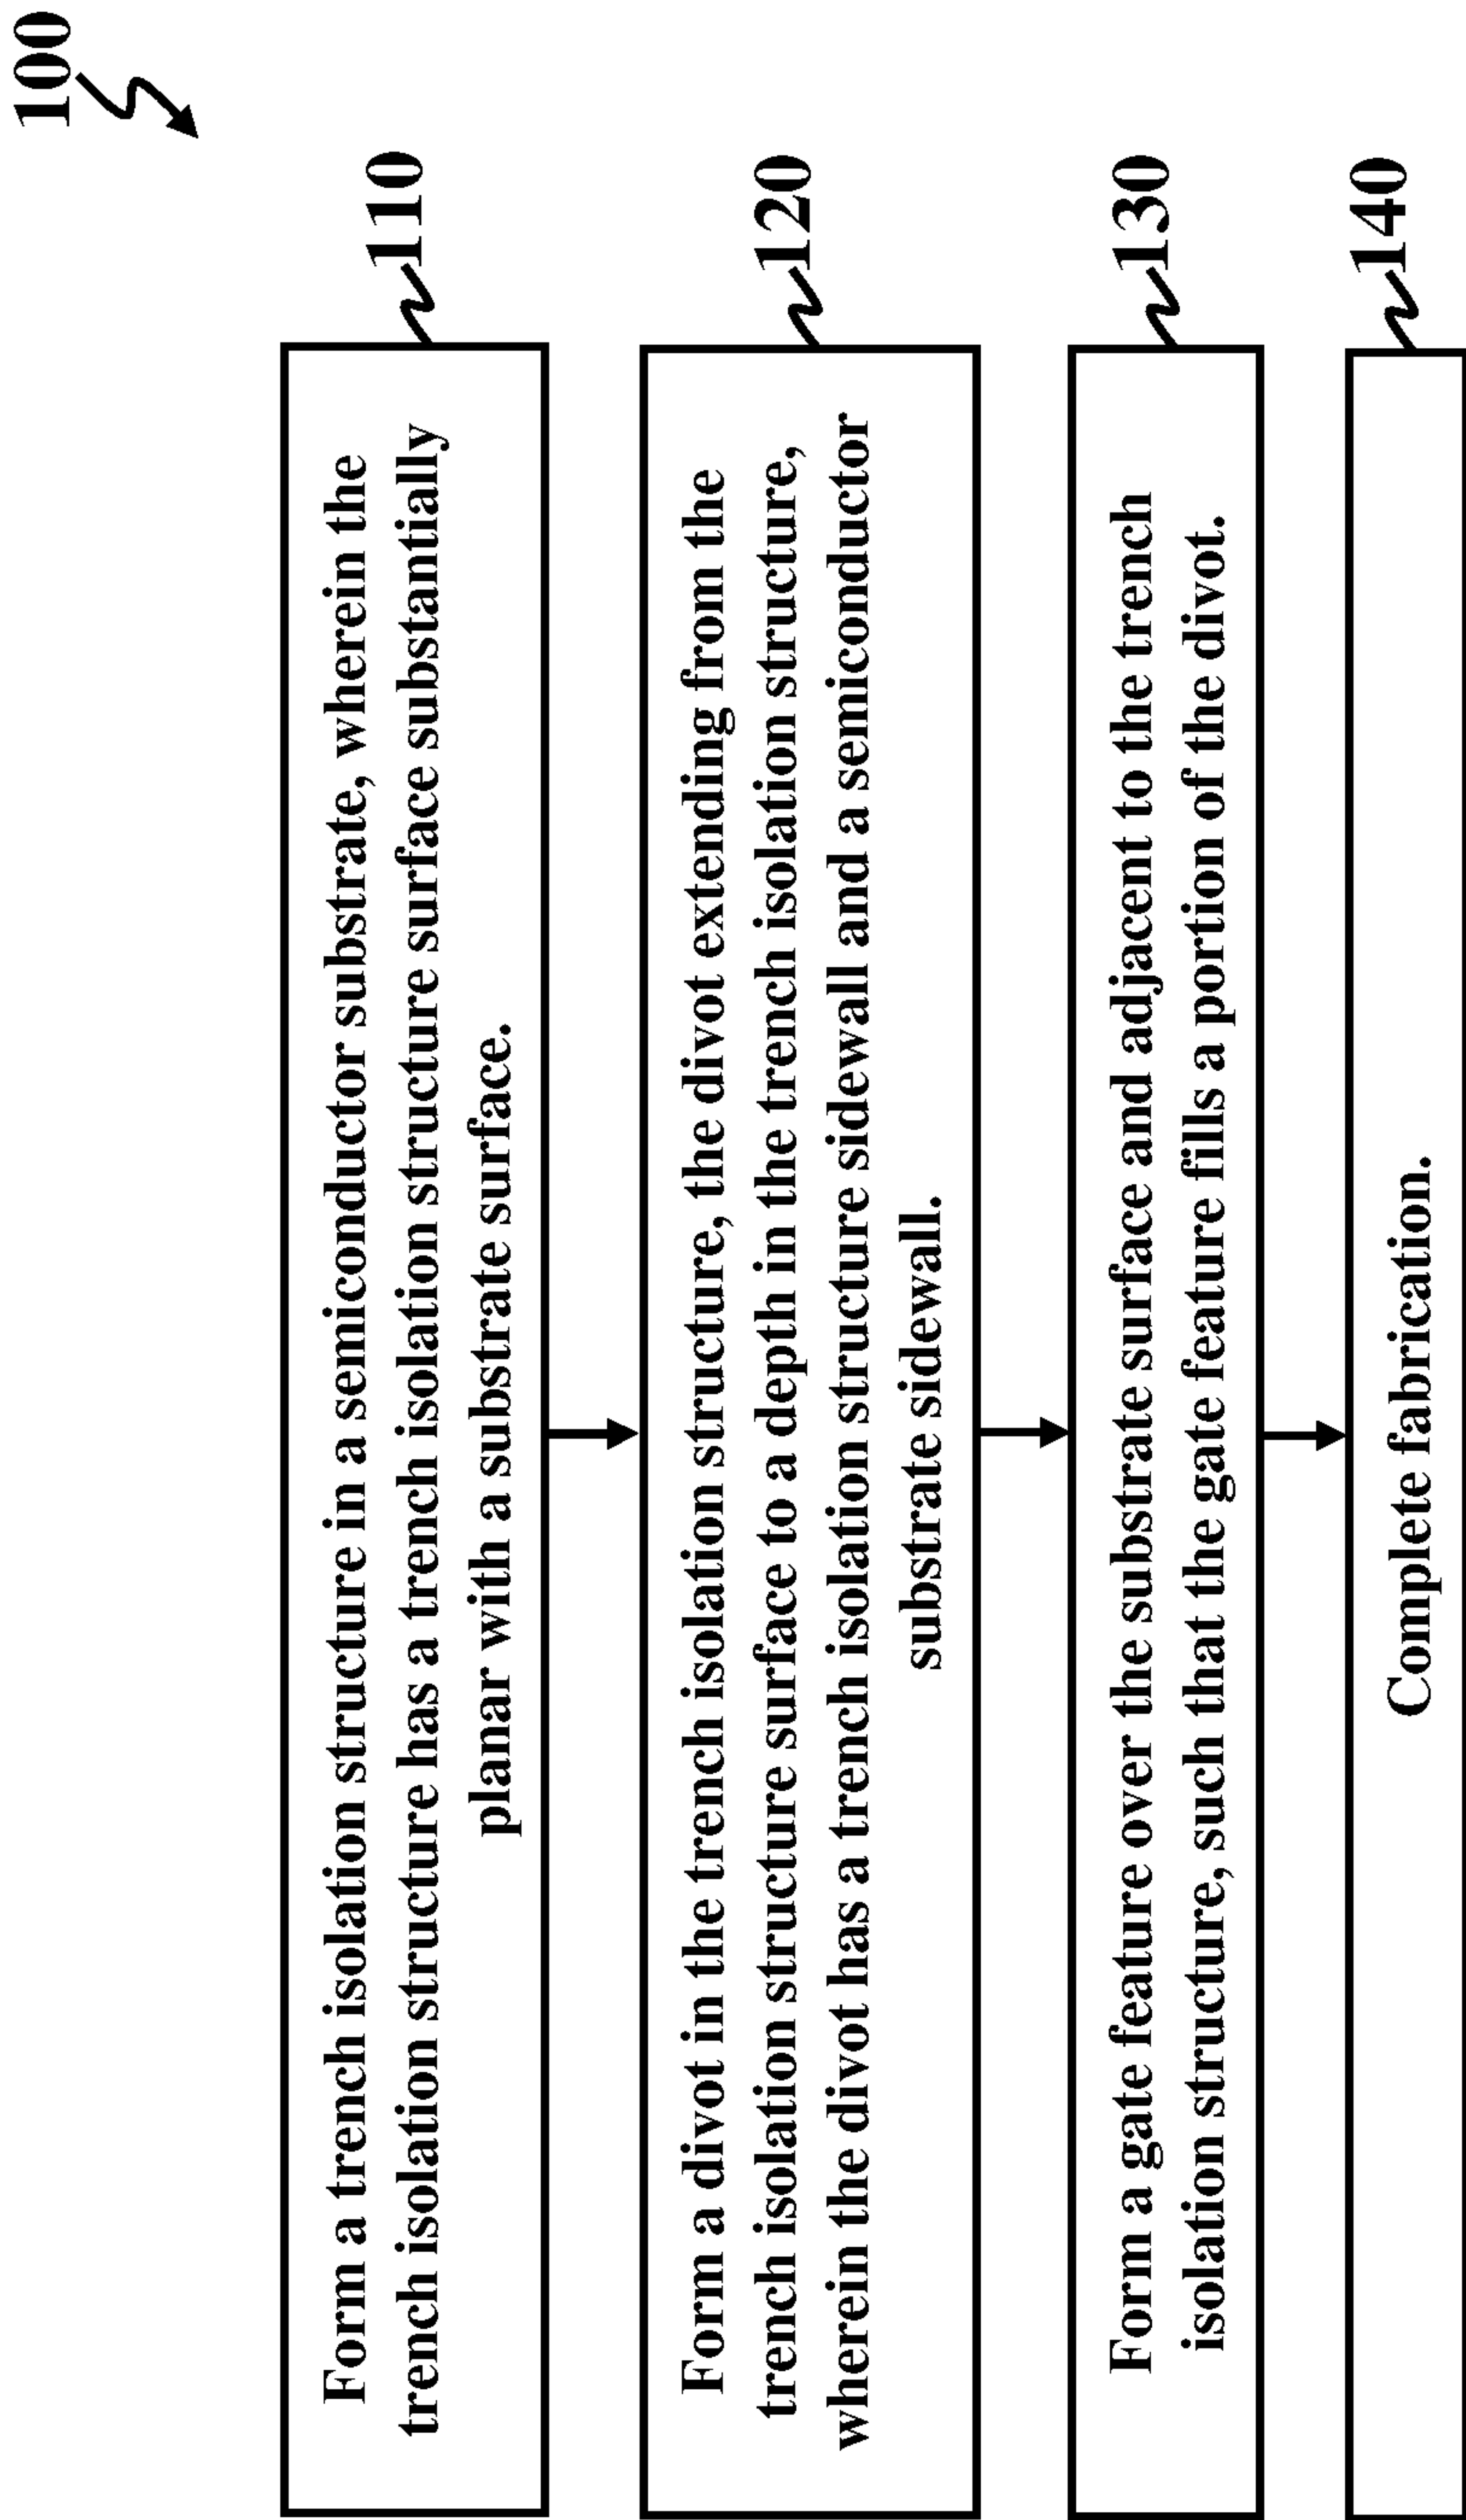 100
110
Form a trench isolation structure in a semiconductor substrate, wherein the
trench isolation structure has a trench isolation structure surface substantially
planar with a substrate surface.
120
Form a divot in the trench isolation structure, the divot extending from the
trench isolation structure surface to a depth in the trench isolation structure,
wherein the divot has a trench isolation structure sidewall and a semiconductor
substrate sidewall.
130
Form a gate feature over the substrate surface and adjacent to the trench
isolation structure, such that the gate feature fills a portion of the divot.
140
Complete fabrication.